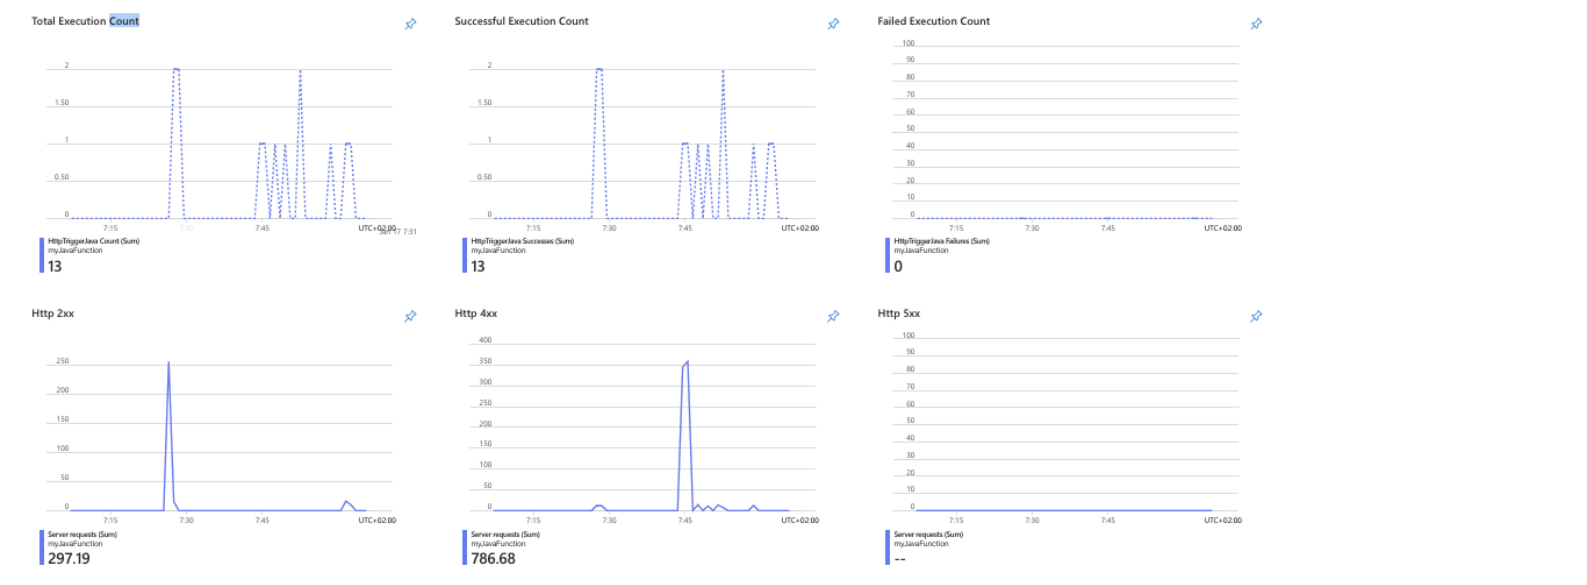 Total Execution Count
2
1.50
1
0.50
0
7:15
7:30
7:45
UTC+02:00
Jan 17 7:31
HttpTriggerJava Count (Sum)
myJavaFunction
13
Successful Execution Count
2
1.50
1
0.50
0
7:15
7:30
7:45
UTC+02:00
HttpTriggerJava Successes (Sum)
myJavaFunction
13
Failed Execution Count
100
90
80
70
60
50
40
30
20
10
0
7:15
7:30
7:45
UTC+02:00
HttpTriggerJava Failures (Sum)
myJavaFunction
0
Http 2xx
250
200
150
100
50
0
7:15
7:30
7:45
UTC+02:00
Server requests (Sum)
myJavaFunction
297.19
Http 4xx
400
350
300
250
200
150
100
50
0
7:15
7:30
7:45
UTC+02:00
Server requests (Sum)
myJavaFunction
786.68
Http 5xx
100
90
80
70
60
50
40
30
20
10
0
7:15
7:30
7:45
UTC+02:00
Server requests (Sum)
myJavaFunction
--